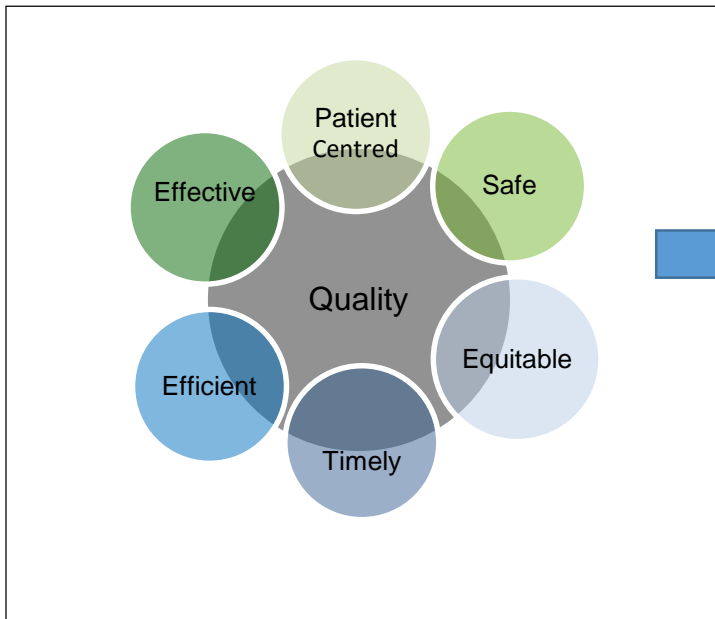 Patient
Centred
Safe
Effective
Quality
Equitable
Efficient
Timely